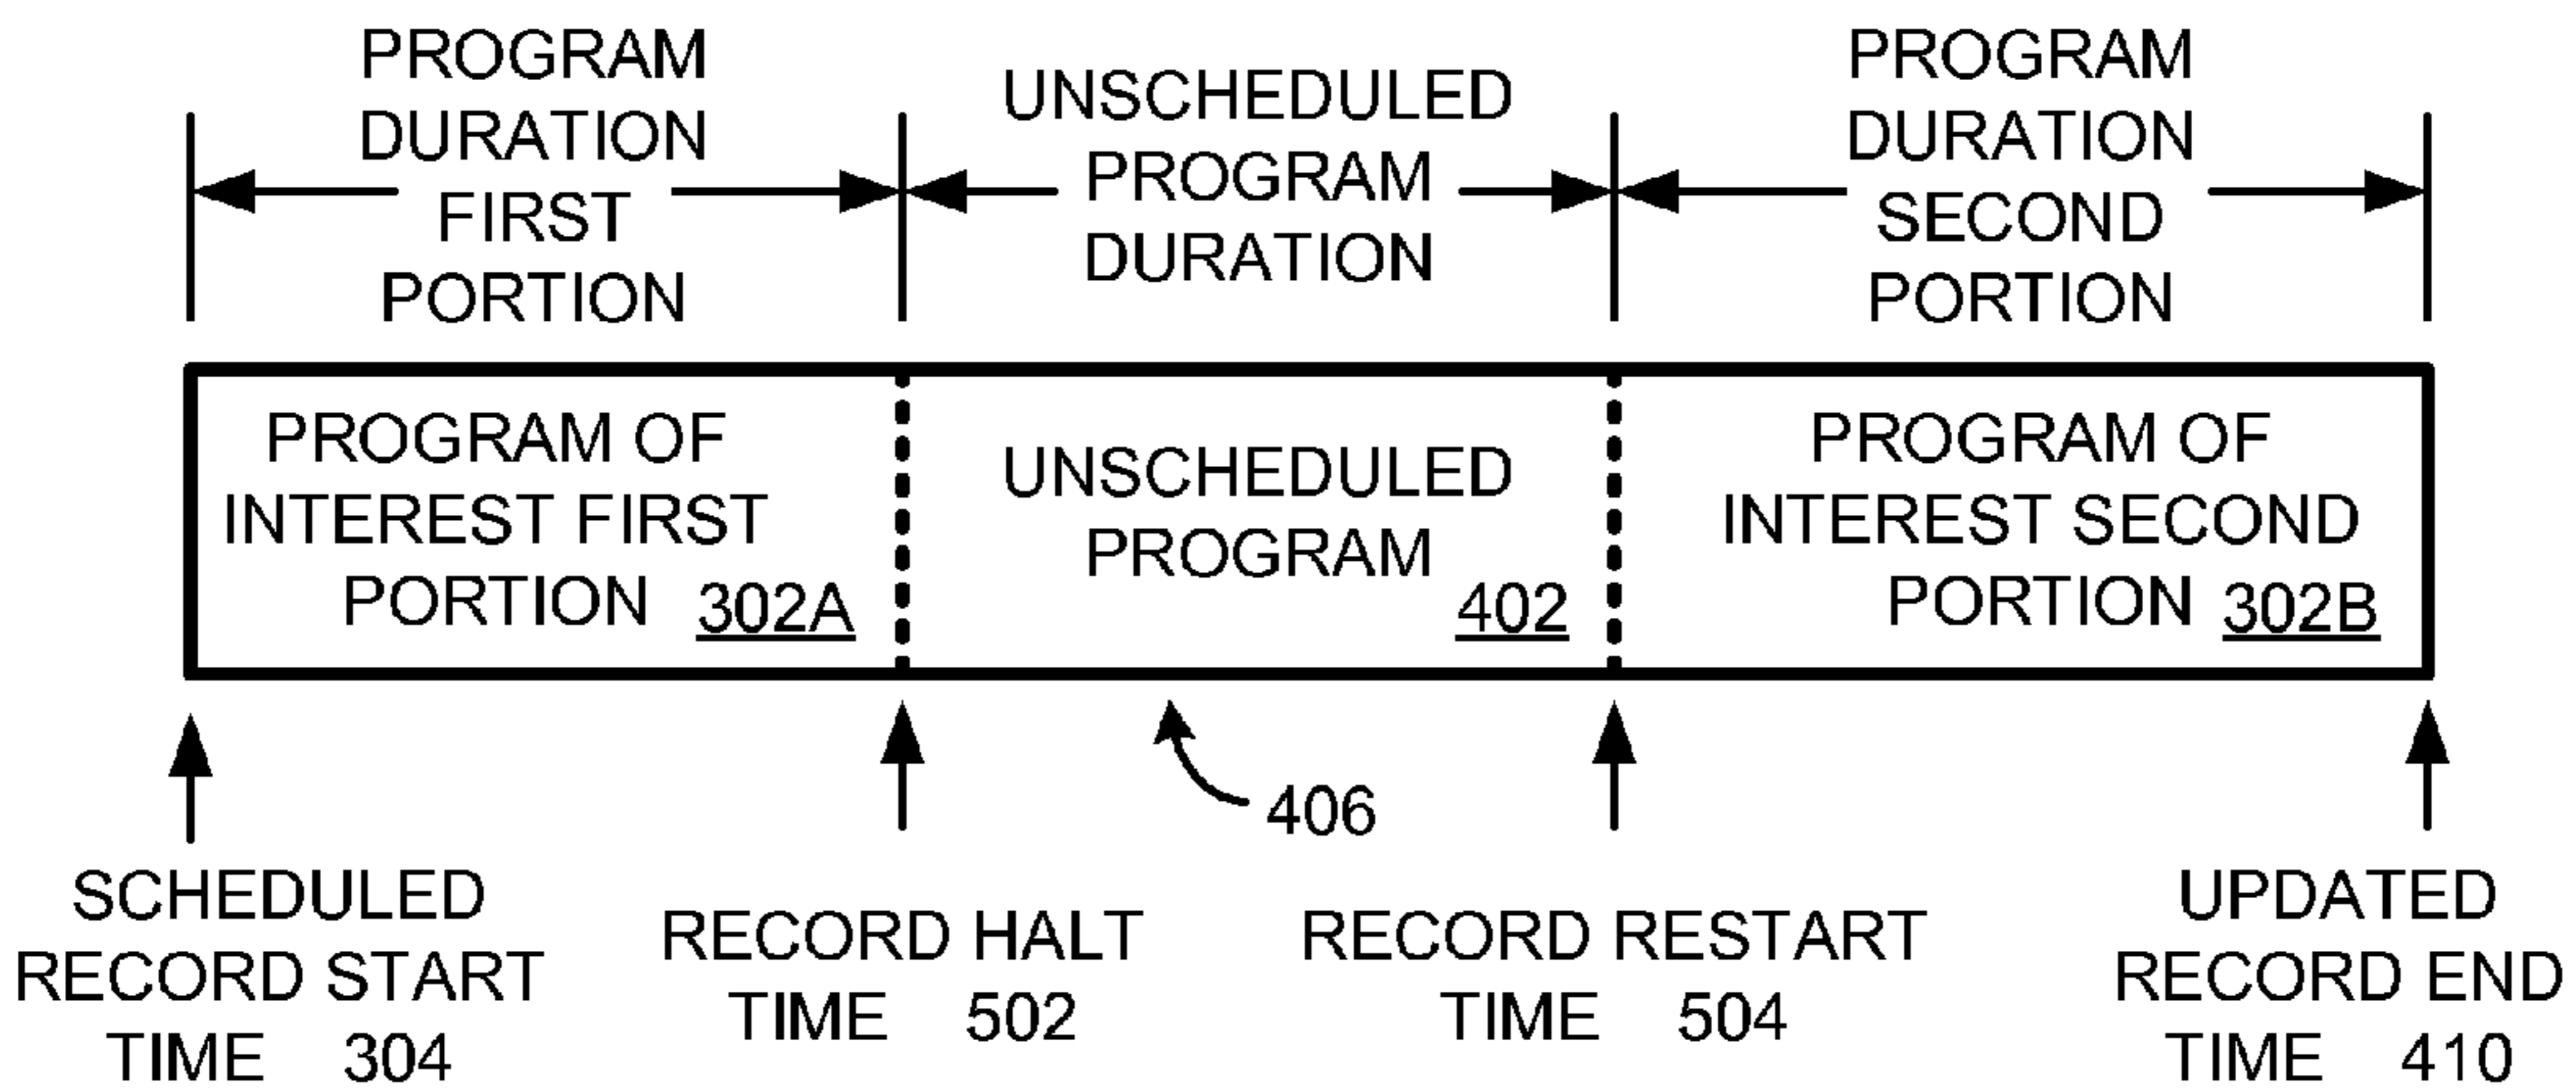 PROGRAM
DURATION
FIRST
PORTION
UNSCHEDULED
PROGRAM
DURATION
PROGRAM
DURATION
SECOND
PORTION
PROGRAM OF
INTEREST FIRST
PORTION 302A
UNSCHEDULED
PROGRAM 402
PROGRAM OF
INTEREST SECOND
PORTION 302B
406
SCHEDULED
RECORD START
TIME 304
RECORD HALT
TIME 502
RECORD RESTART
TIME 504
UPDATED
RECORD END
TIME 410